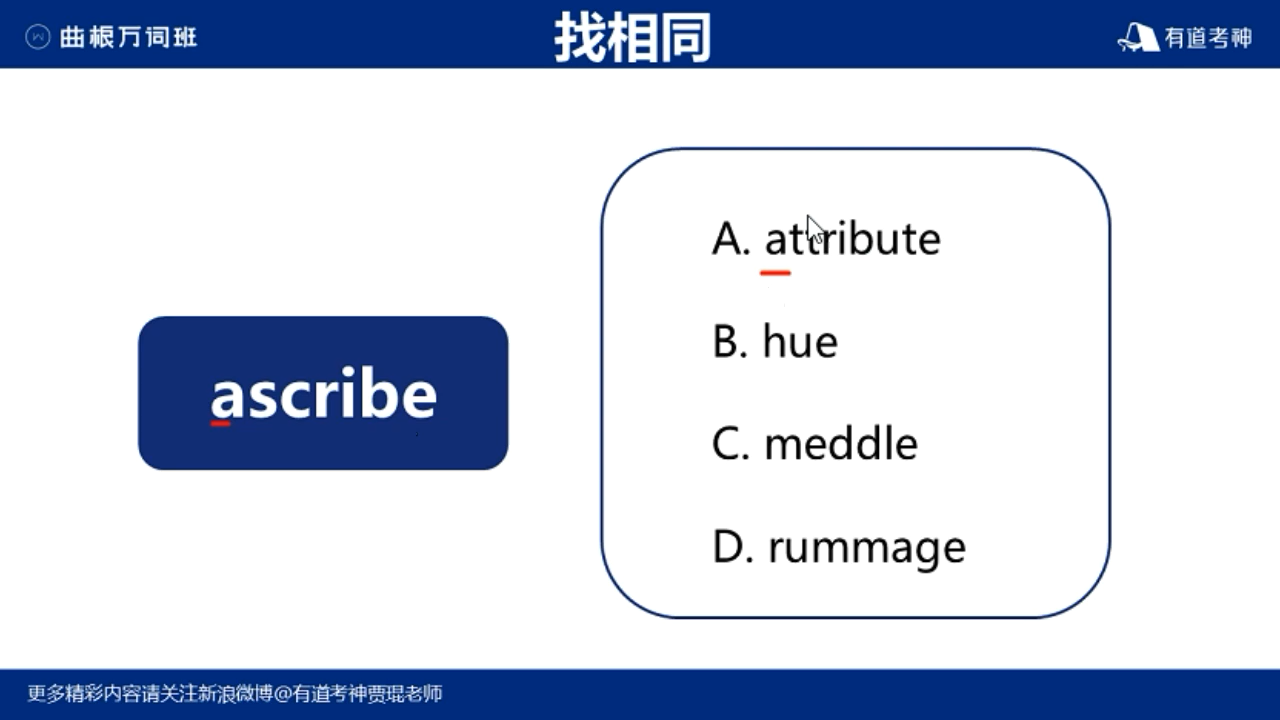 曲根万词班
找相同
有道考神
ascribe
A. attribute
B. hue
C. meddle
D. rummage
更多精彩内容请关注新浪微博@有道考神贾琨老师